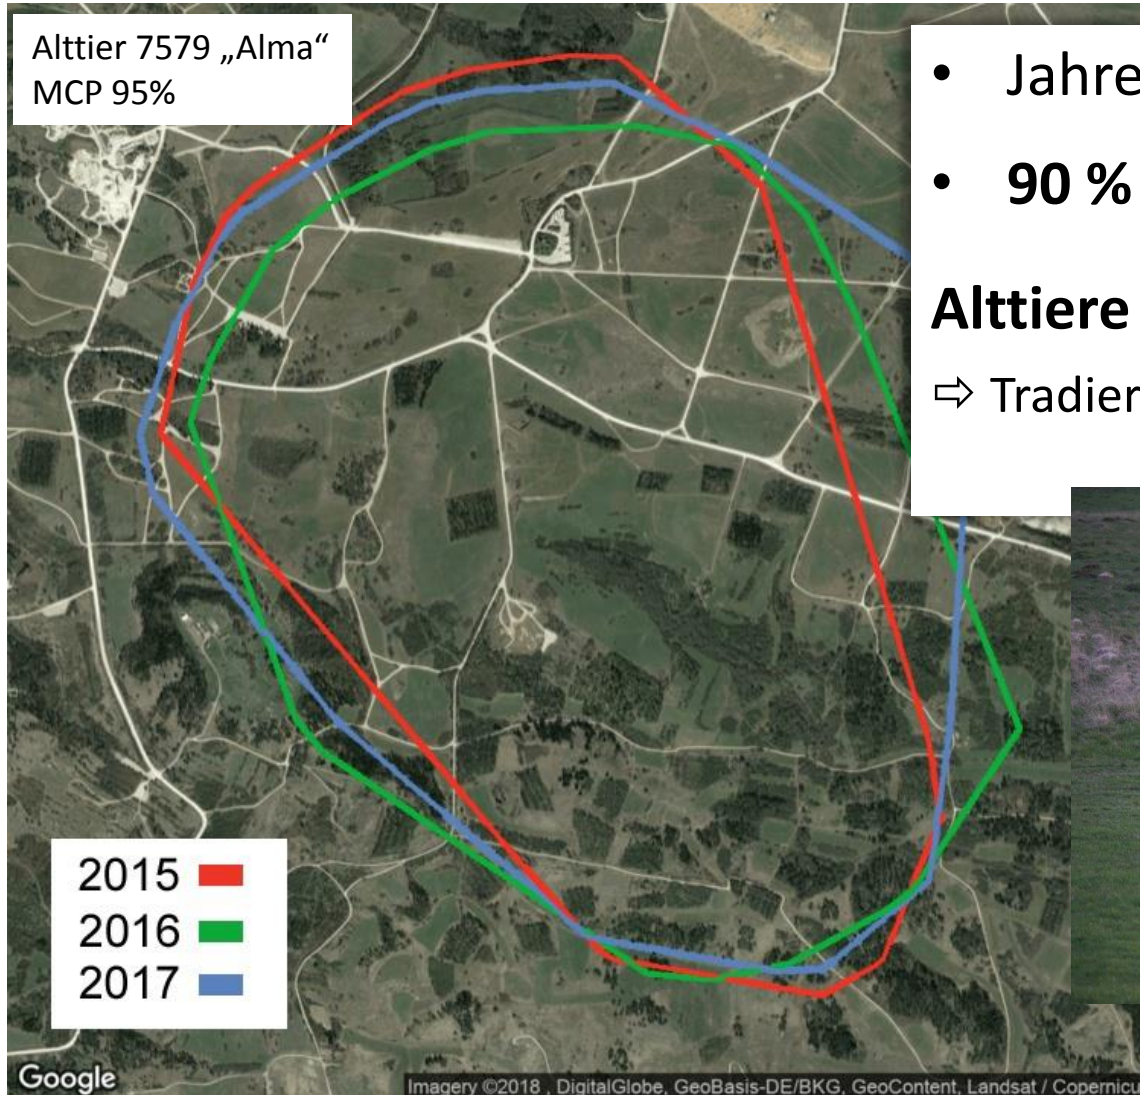 Alttier 7579 „Alma“
MCP 95%
• Jahre
• 90 %
Alttiere
⇨ Tradier
2015
2016
2017
Google
Imagery ©2018 , DigitalGlobe, GeoBasis-DE/BKG, GeoContent, Landsat / Copernicu